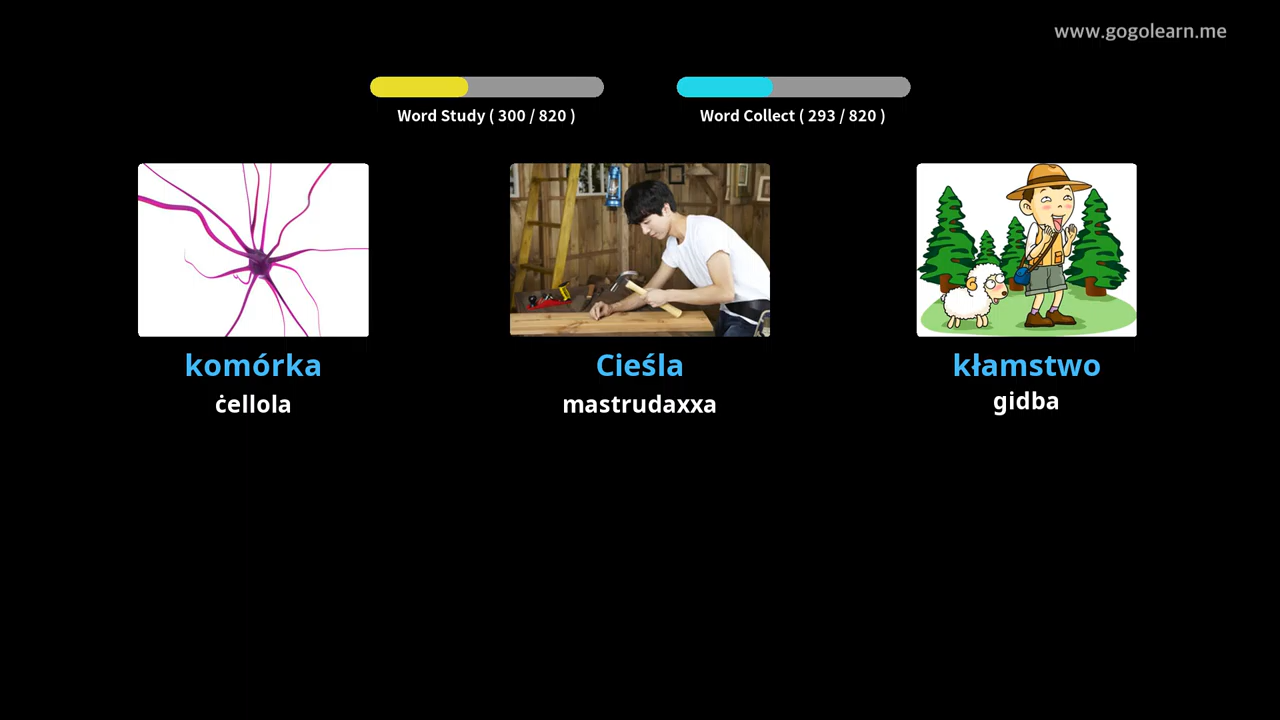 www.gogolearn.me
Word Study ( 300 / 820 )
Word Collect ( 293 / 820 )
komórka
Cieśla
kłamstwo
ċellola
mastrudaxxa
gidba